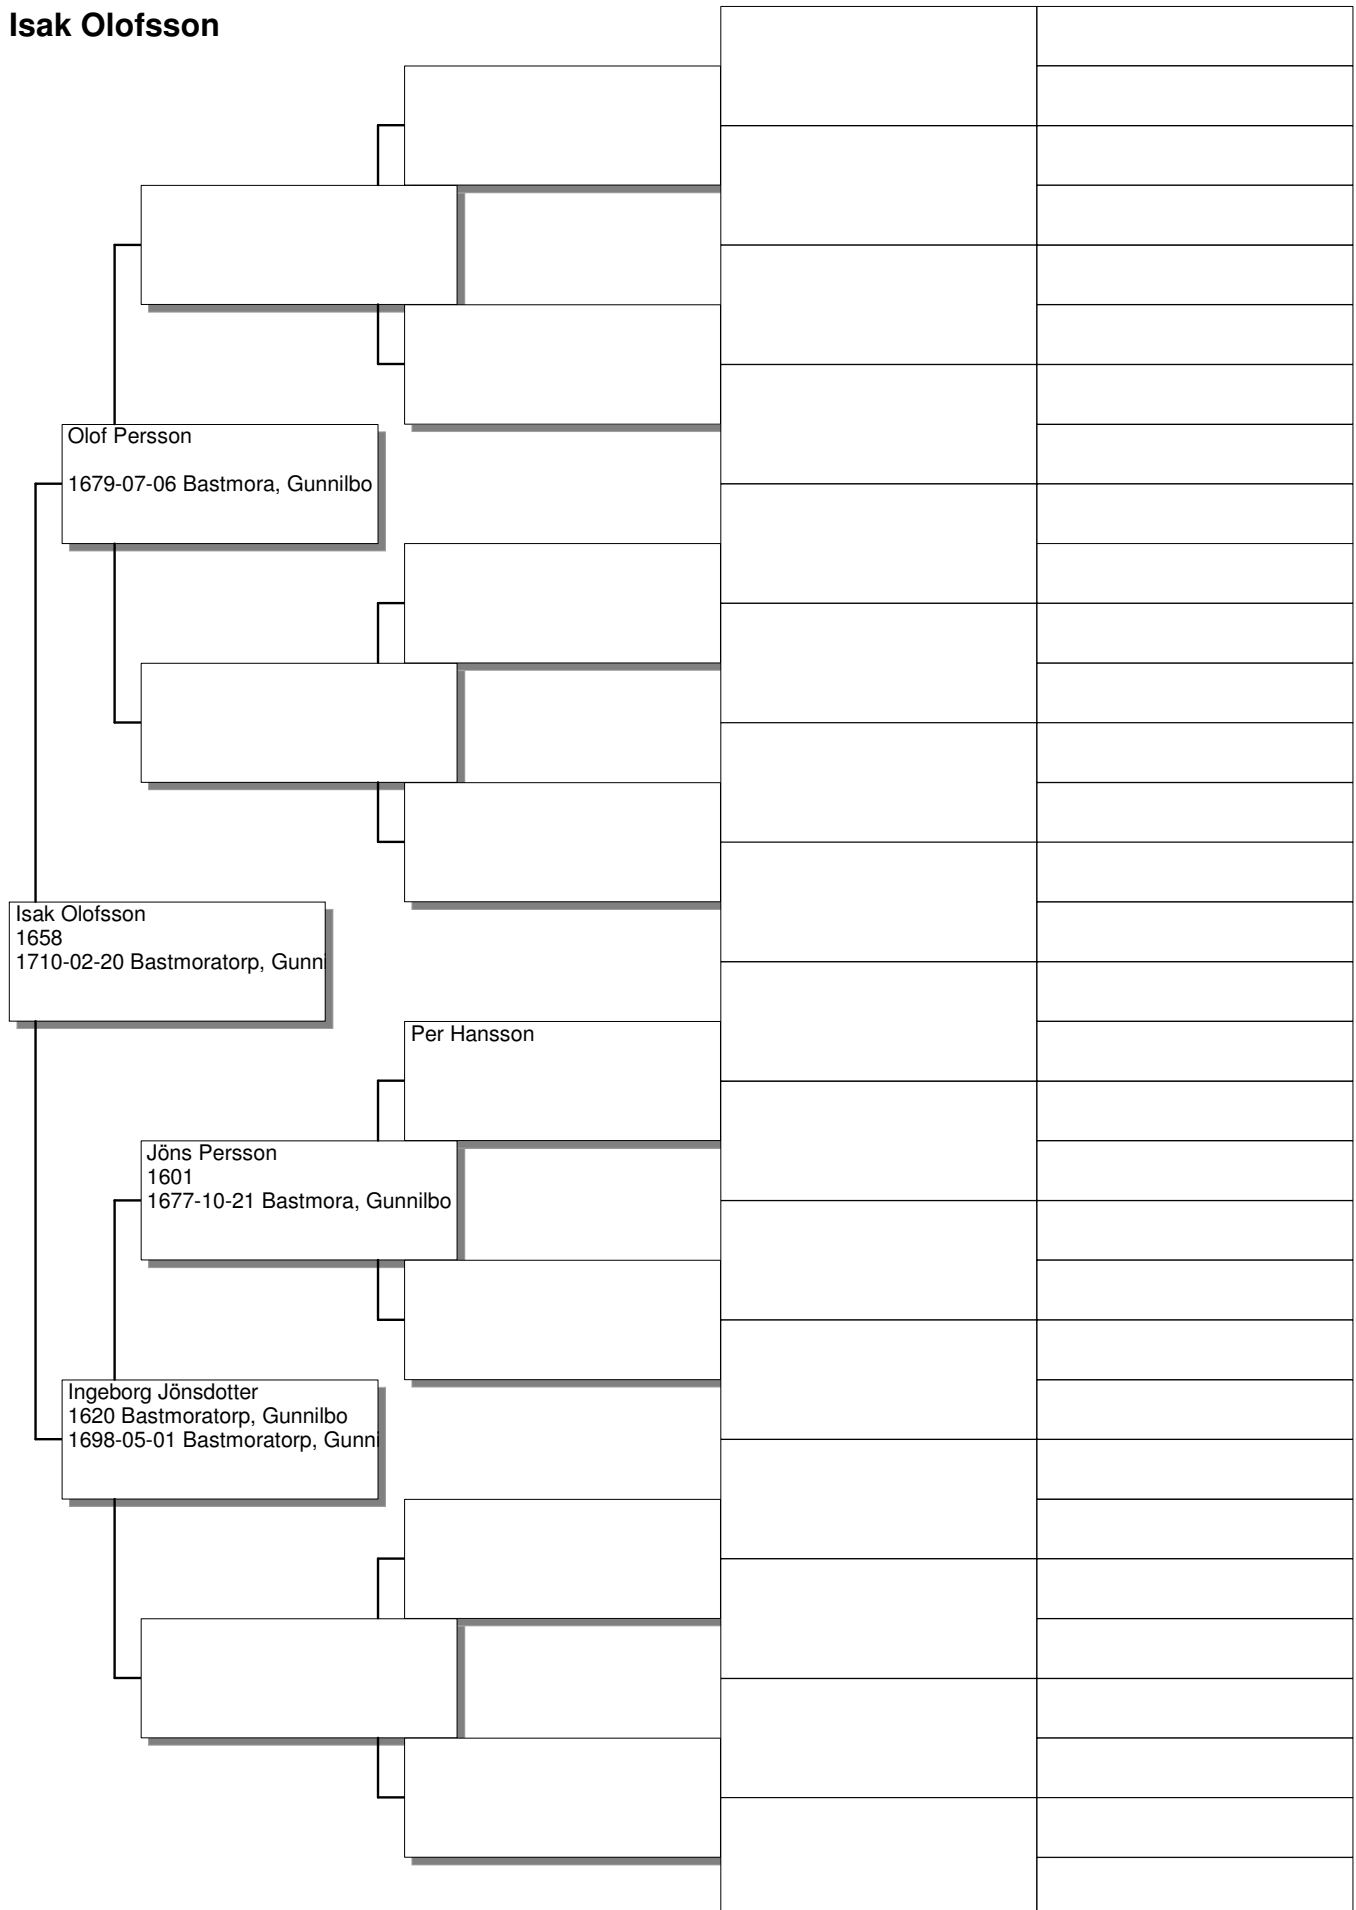 Isak Olofsson
Olof Persson
1679-07-06 Bastmora, Gunnilbo
Isak Olofsson
1658
1710-02-20 Bastmoratorp, Gunni
Per Hansson
Jöns Persson
1601
1677-10-21 Bastmora, Gunnilbo
Ingeborg Jönsdotter
1620 Bastmoratorp, Gunnilbo
1698-05-01 Bastmoratorp, Gunni